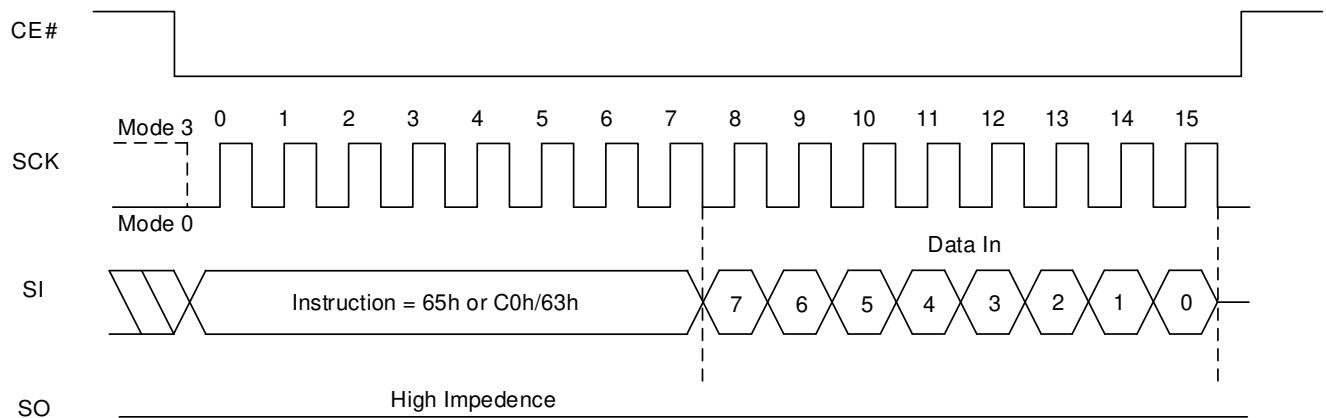 CE#
0 1 2 3 4 5 6 7 8 9 10 11 12 13 14 15
Mode 3
SCK
Mode 0
Data In
SI
Instruction = 65h or C0h/63h
7 6 5 4 3 2 1 0
High Impedence
SO